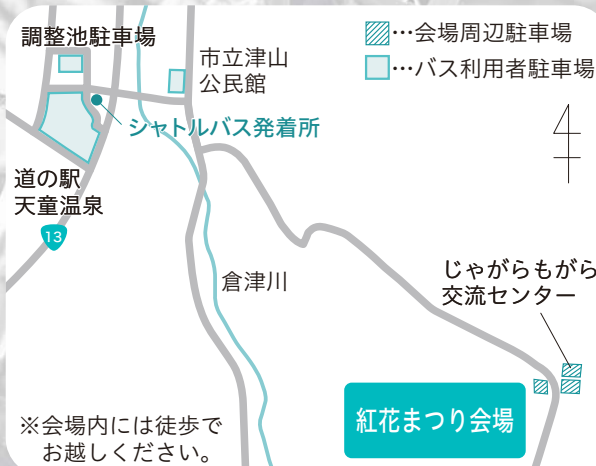 調整池駐車場
市立津山
公民館
…会場周辺駐車場
…バス利用者駐車場
シャトルバス発着所
道の駅
天童温泉
13
倉津川
じゃがらもがら
交流センター
紅花まつり会場
※会場内には徒歩で
お越しください。